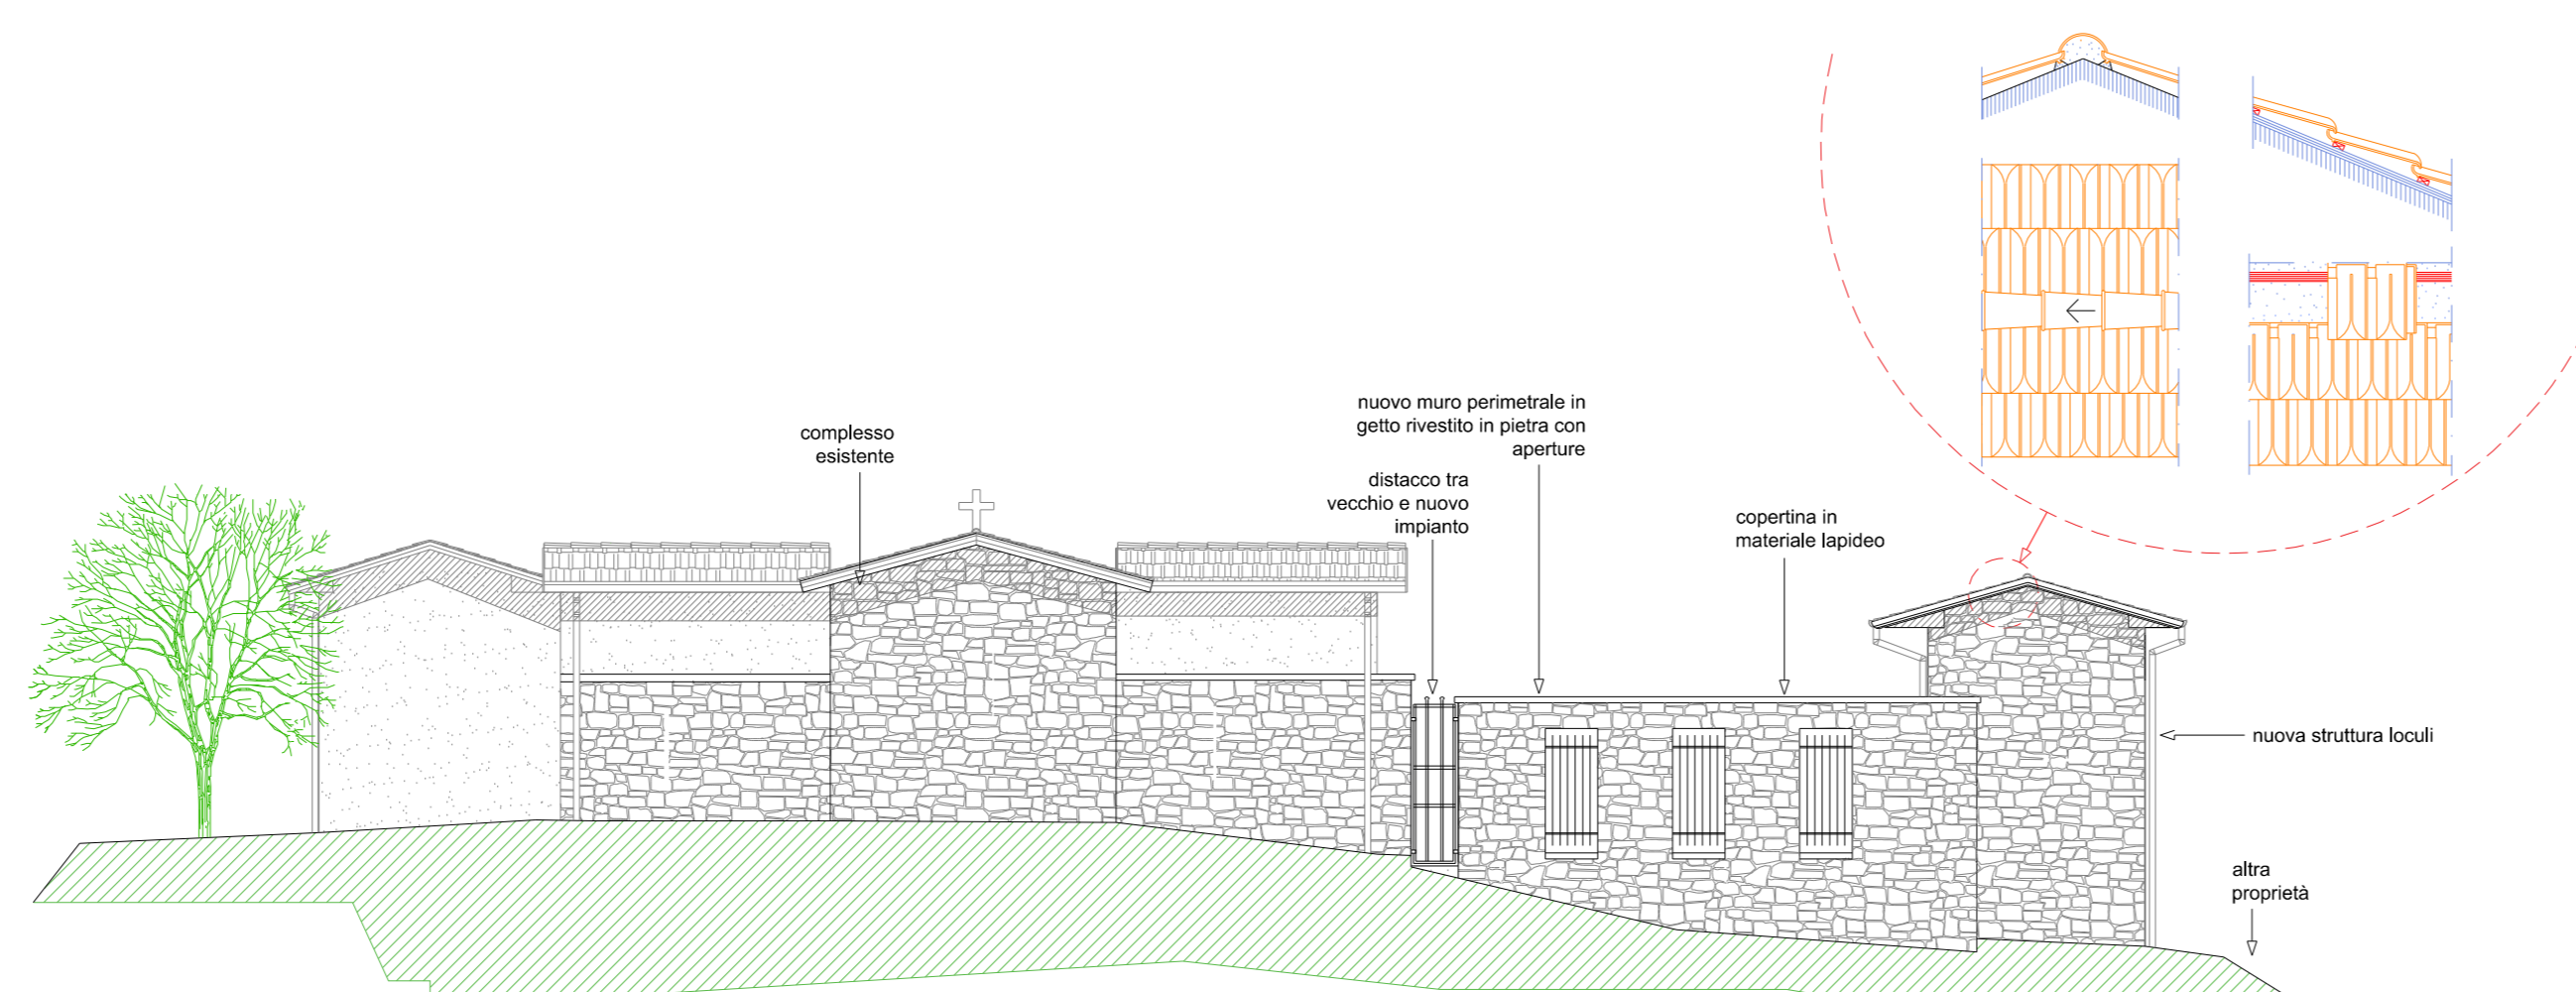 complesso
esistente
nuovo muro perimetrale in
getto rivestito in pietra con
aperture
distacco tra
vecchio e nuovo
impianto
copertina in
materiale lapideo
nuova struttura loculi
altra
proprietà